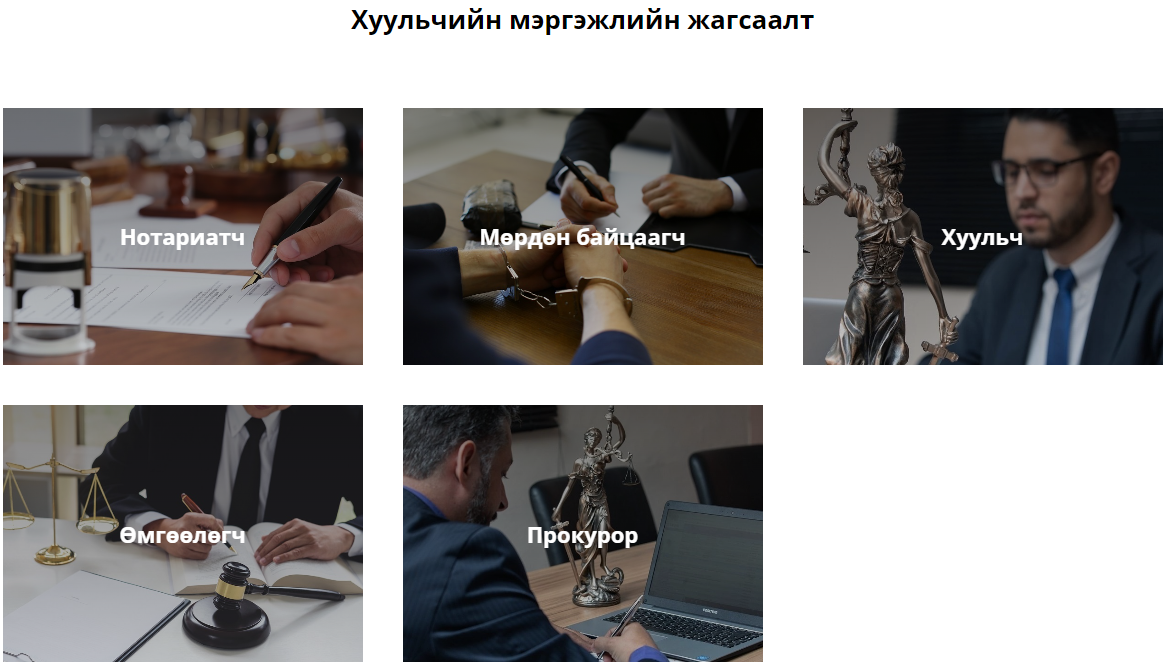 Хуульчийн мэргэжлийн жагсаалт
Нотариатч
Мөрдөн байцаагч
Хуульч
Өмгөөлөгч
Прокурор